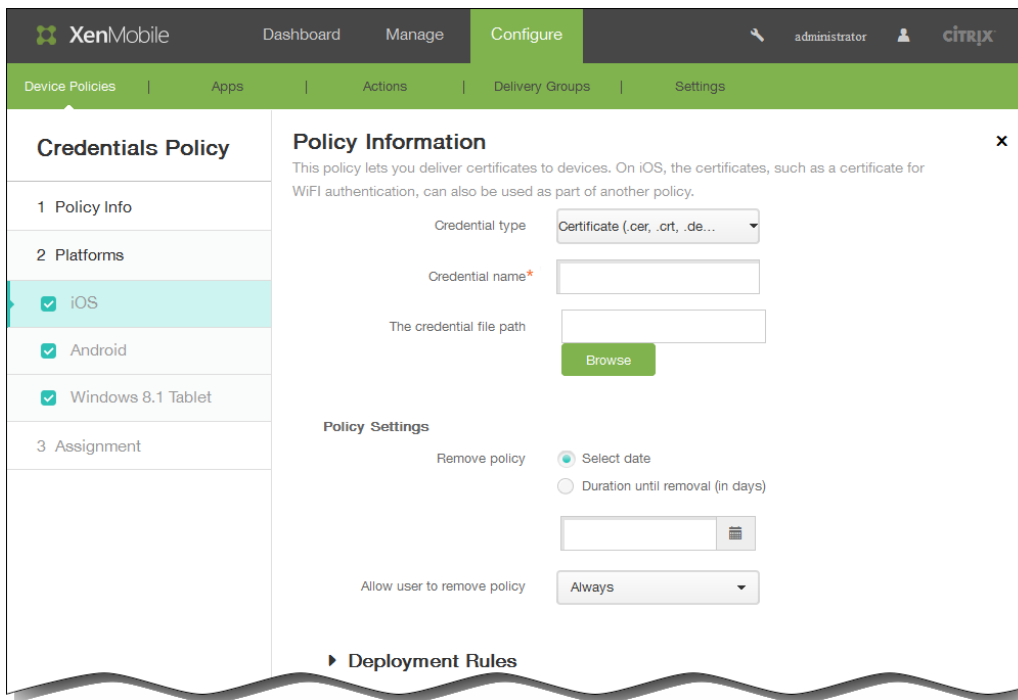 XenMobile Dashboard Manage Configure administrator CITRIX
Device Policies | Apps | Actions | Delivery Groups | Settings
Credentials Policy
1 Policy Info
2 Platforms
iOS
Android
Windows 8.1 Tablet
3 Assignment
Policy Information
This policy lets you deliver certificates to devices. On iOS, the certificates, such as a certificate for
WiFI authentication, can also be used as part of another policy.
Credential type Certificate (.cer, .crt, .de...
Credential name*
The credential file path
Browse
Policy Settings
Remove policy Select date
Duration until removal (in days)
Allow user to remove policy Always
Deployment Rules